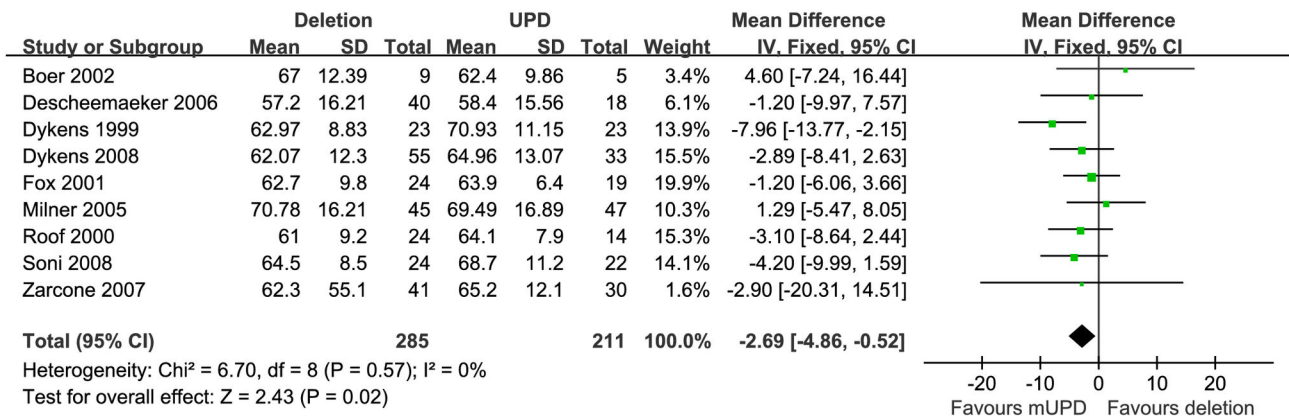 Deletion UPD Mean Difference Mean Difference
Study or Subgroup Mean SD Total Mean SD Total Weight IV, Fixed, 95% CI IV, Fixed, 95% CI
Boer 2002 67 12.39 9 62.4 9.86 5 3.4% 4.60 [-7.24, 16.44]
Descheemaeker 2006 57.2 16.21 40 58.4 15.56 18 6.1% -1.20 [-9.97, 7.57]
Dykens 1999 62.97 8.83 23 70.93 11.15 23 13.9% -7.96 [-13.77, -2.15]
Dykens 2008 62.07 12.3 55 64.96 13.07 33 15.5% -2.89 [-8.41, 2.63]
Fox 2001 62.7 9.8 24 63.9 6.4 19 19.9% -1.20 [-6.06, 3.66]
Milner 2005 70.78 16.21 45 69.49 16.89 47 10.3% 1.29 [-5.47, 8.05]
Roof 2000 61 9.2 24 64.1 7.9 14 15.3% -3.10 [-8.64, 2.44]
Soni 2008 64.5 8.5 24 68.7 11.2 22 14.1% -4.20 [-9.99, 1.59]
Zarcone 2007 62.3 55.1 41 65.2 12.1 30 1.6% -2.90 [-20.31, 14.51]
Total (95% CI) 285 211 100.0% -2.69 [-4.86, -0.52]
Heterogeneity: Chi² = 6.70, df = 8 (P = 0.57); I² = 0%
Test for overall effect: Z = 2.43 (P = 0.02)
-20 -10 0 10 20
Favours mUPD Favours deletion